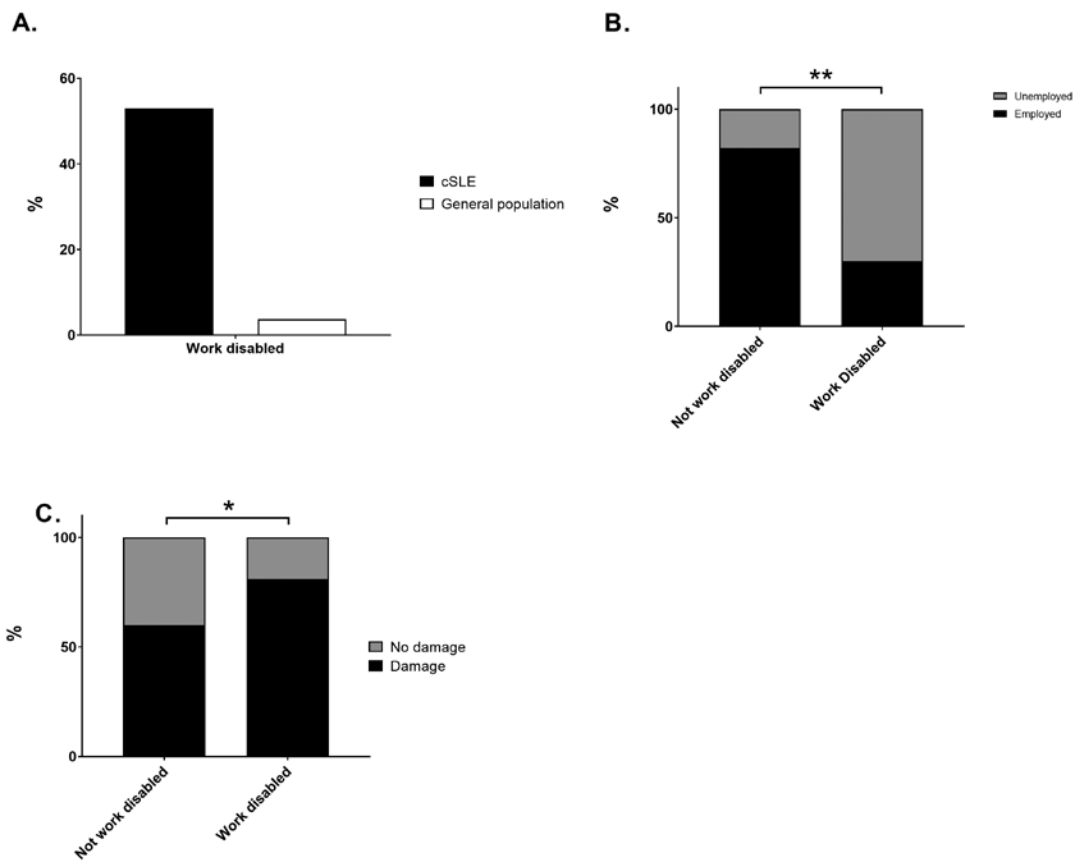 A.
60
40
20
0
%
Work disabled
cSLE
General population
B.
**
100
50
0
%
Not work disabled
Work Disabled
Unemployed
Employed
C.
*
100
50
0
%
Not work disabled
Work disabled
No damage
Damage